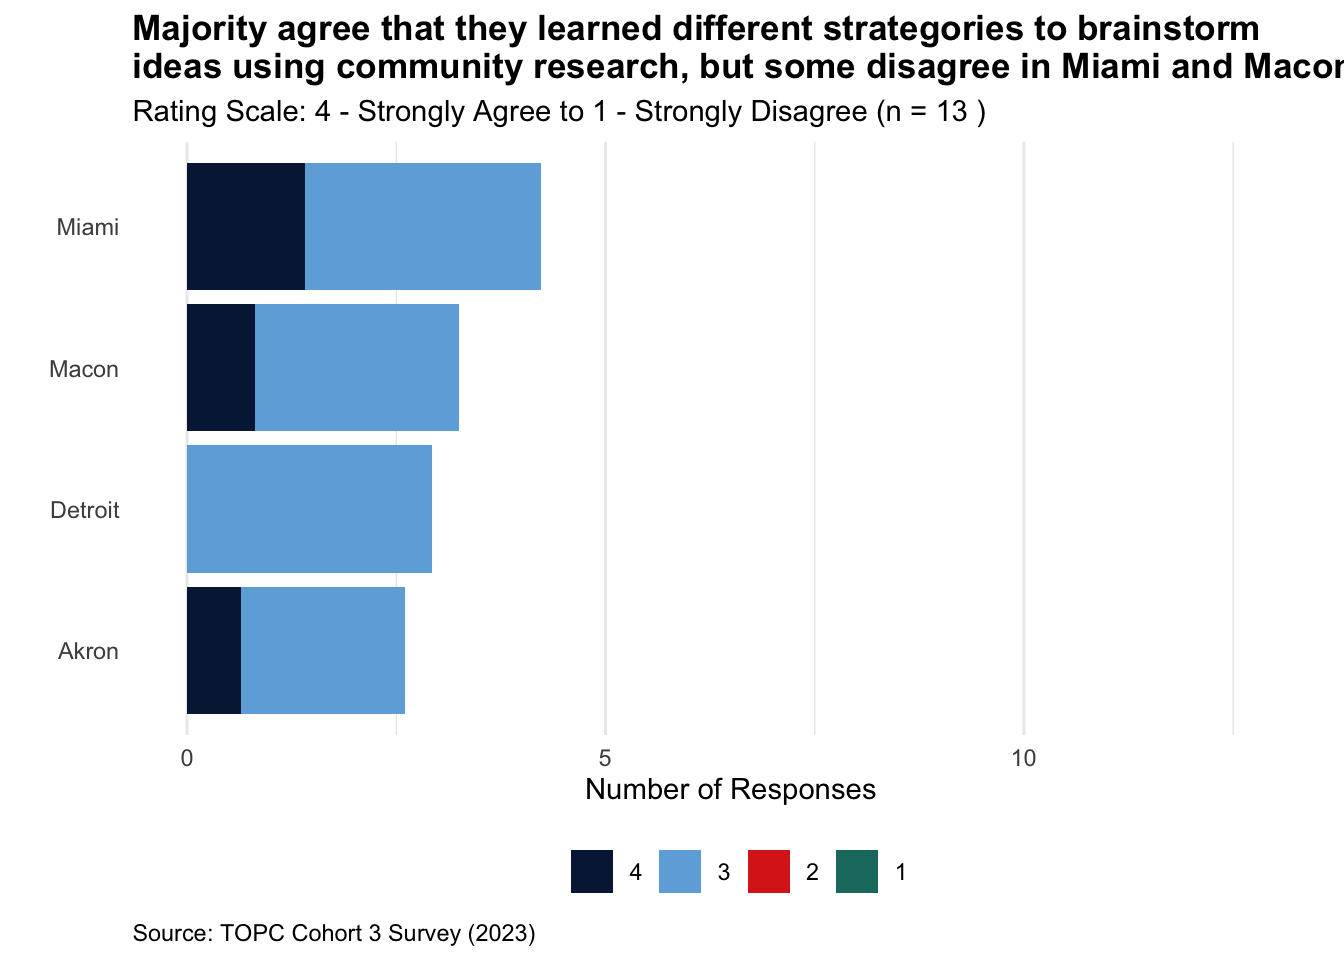 Majority agree that they learned different strategories to brainstorm
ideas using community research, but some disagree in Miami and Macon
Rating Scale: 4 - Strongly Agree to 1 - Strongly Disagree (n = 13 )
Miami
Macon
Detroit
Akron
0 5 10
Number of Responses
4 3 2 1
Source: TOPC Cohort 3 Survey (2023)